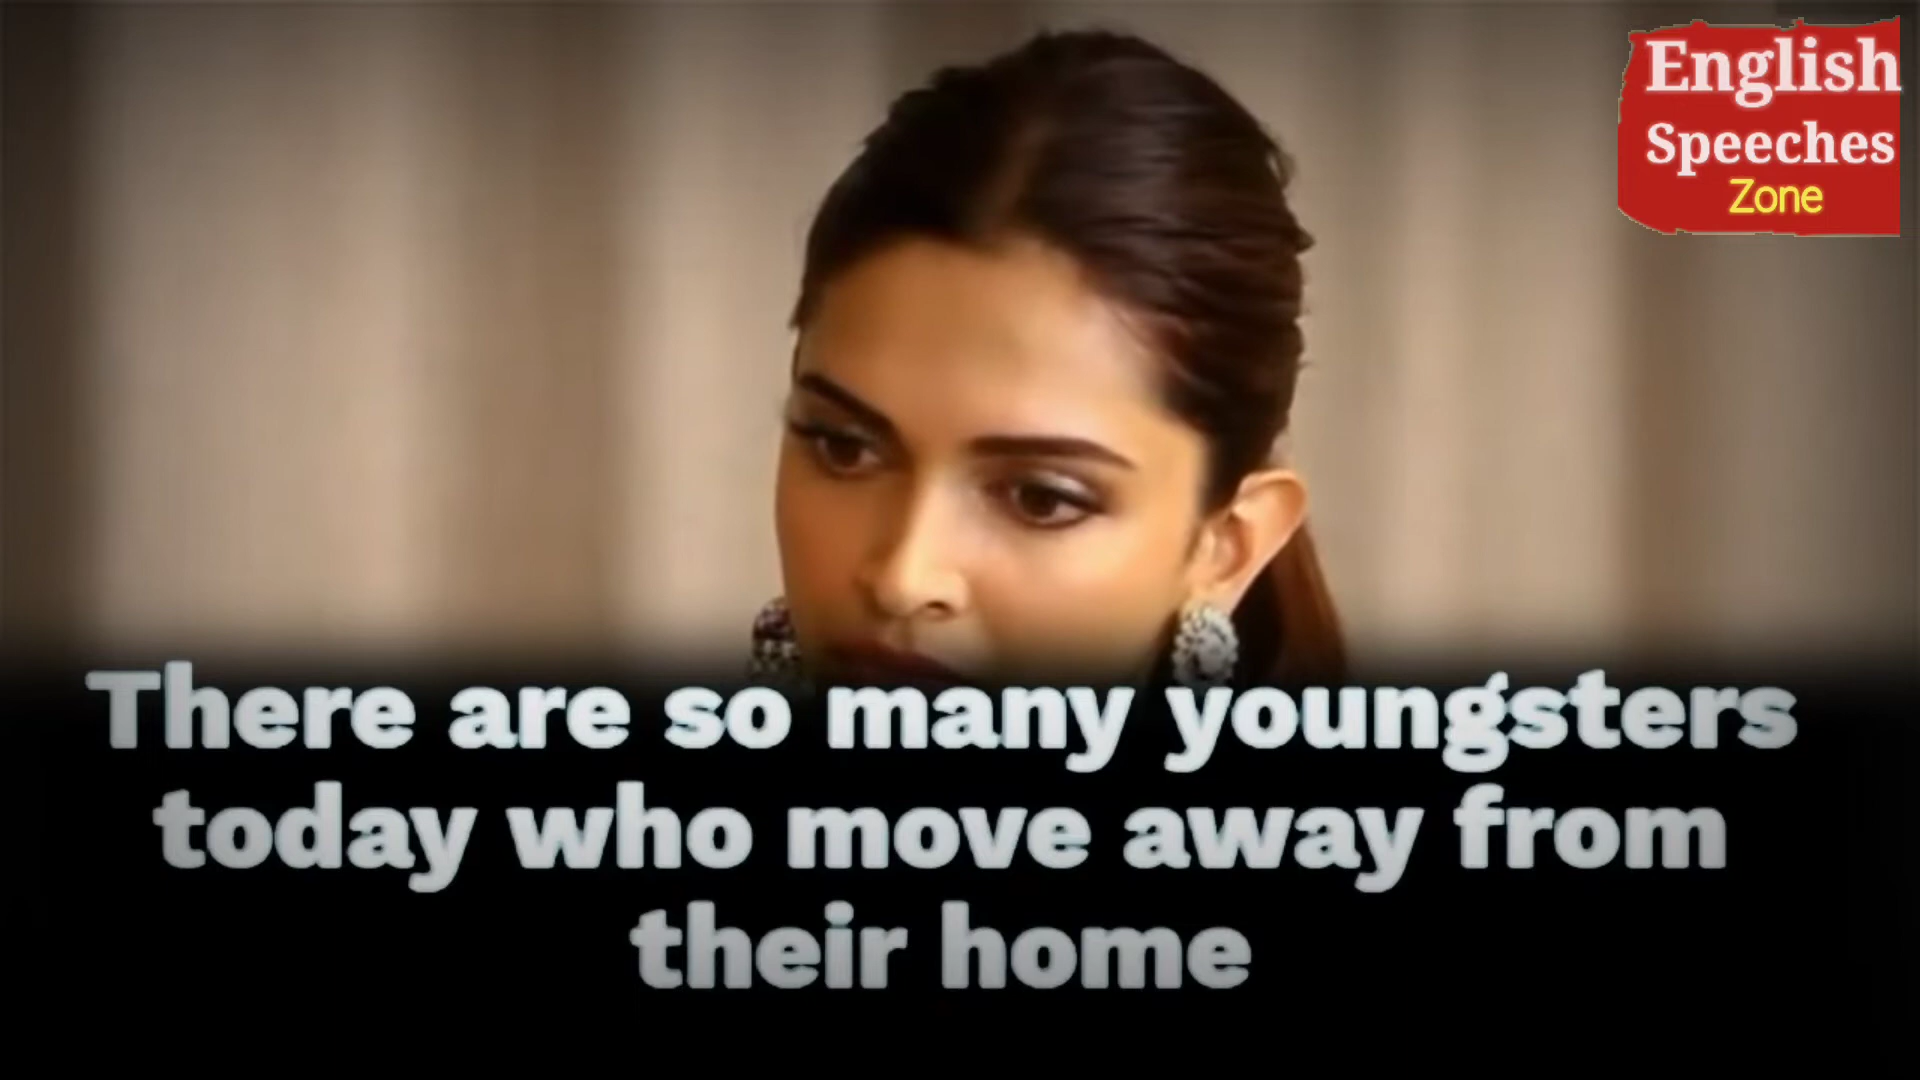 English
Speeches
Zone
There are so many youngsters
today who move away from
their home